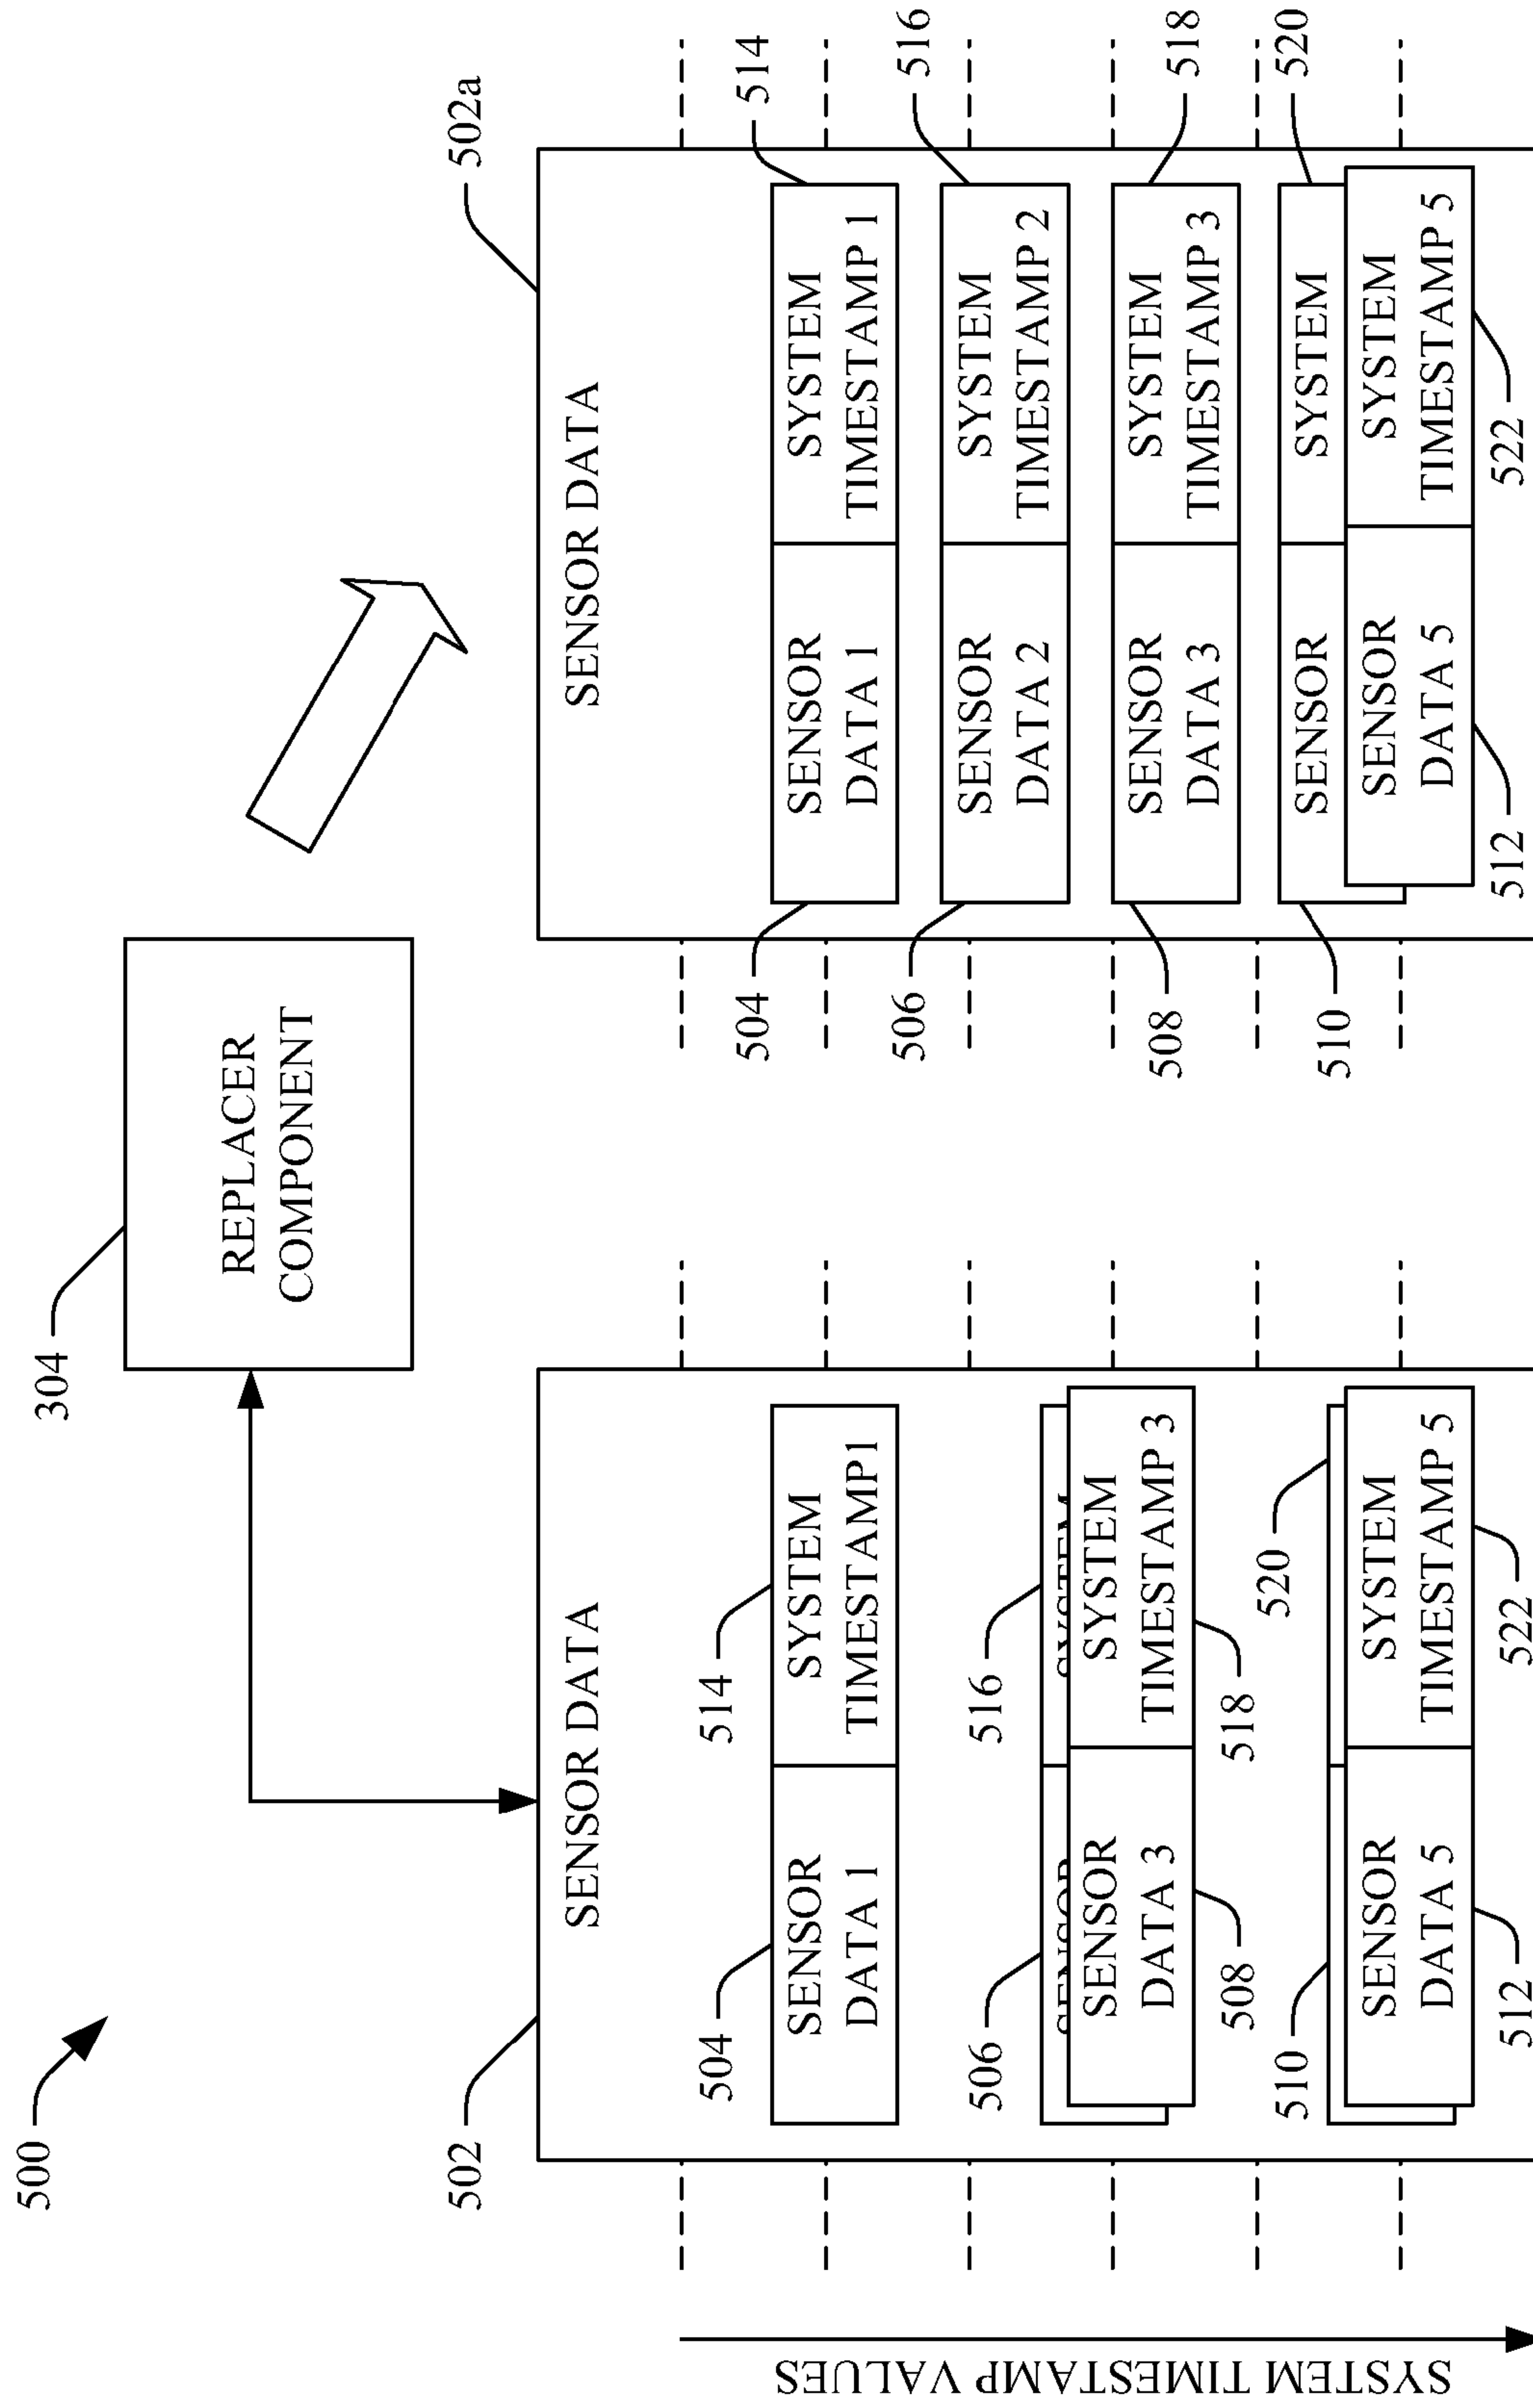 500
304
REPLACER
COMPONENT
502
SENSOR DATA
504
514
SENSOR
DATA 1
SYSTEM
TIMESTAMP1
506
516
SENSOR
SYSTEM
SENSOR
DATA 3
SYSTEM
TIMESTAMP 3
508
518
510
520
SENSOR
DATA 5
SYSTEM
TIMESTAMP 5
512
522
502a
SENSOR DATA
504
514
SENSOR
DATA 1
SYSTEM
TIMESTAMP 1
506
516
SENSOR
DATA 2
SYSTEM
TIMESTAMP 2
508
518
SENSOR
DATA 3
SYSTEM
TIMESTAMP 3
510
520
SENSOR
SYSTEM
SENSOR
DATA 5
SYSTEM
TIMESTAMP 5
512
522
SYSTEM TIMESTAMP VALUES